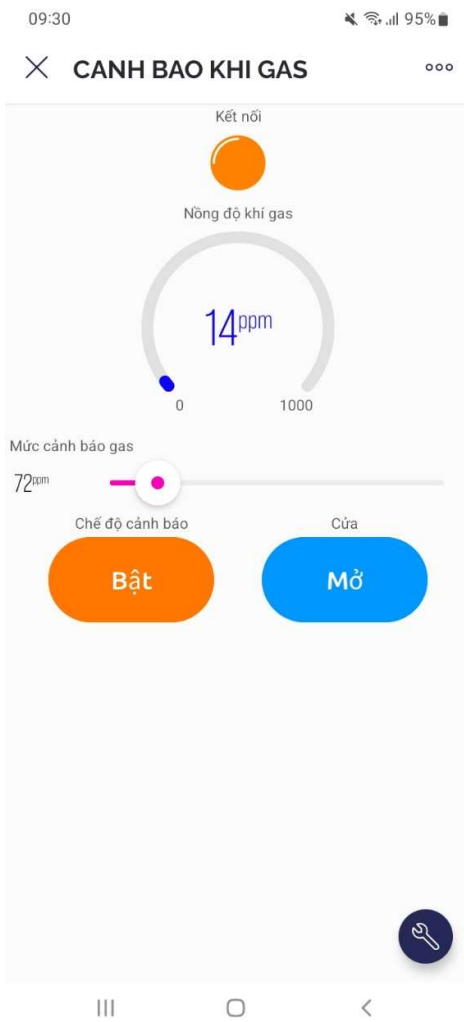 09:30 95%
CANH BAO KHI GAS
Kết nối
Nồng độ khí gas
14ppm
0 1000
Mức cảnh báo gas
72ppm
Chế độ cảnh báo Cửa
Bật Mở